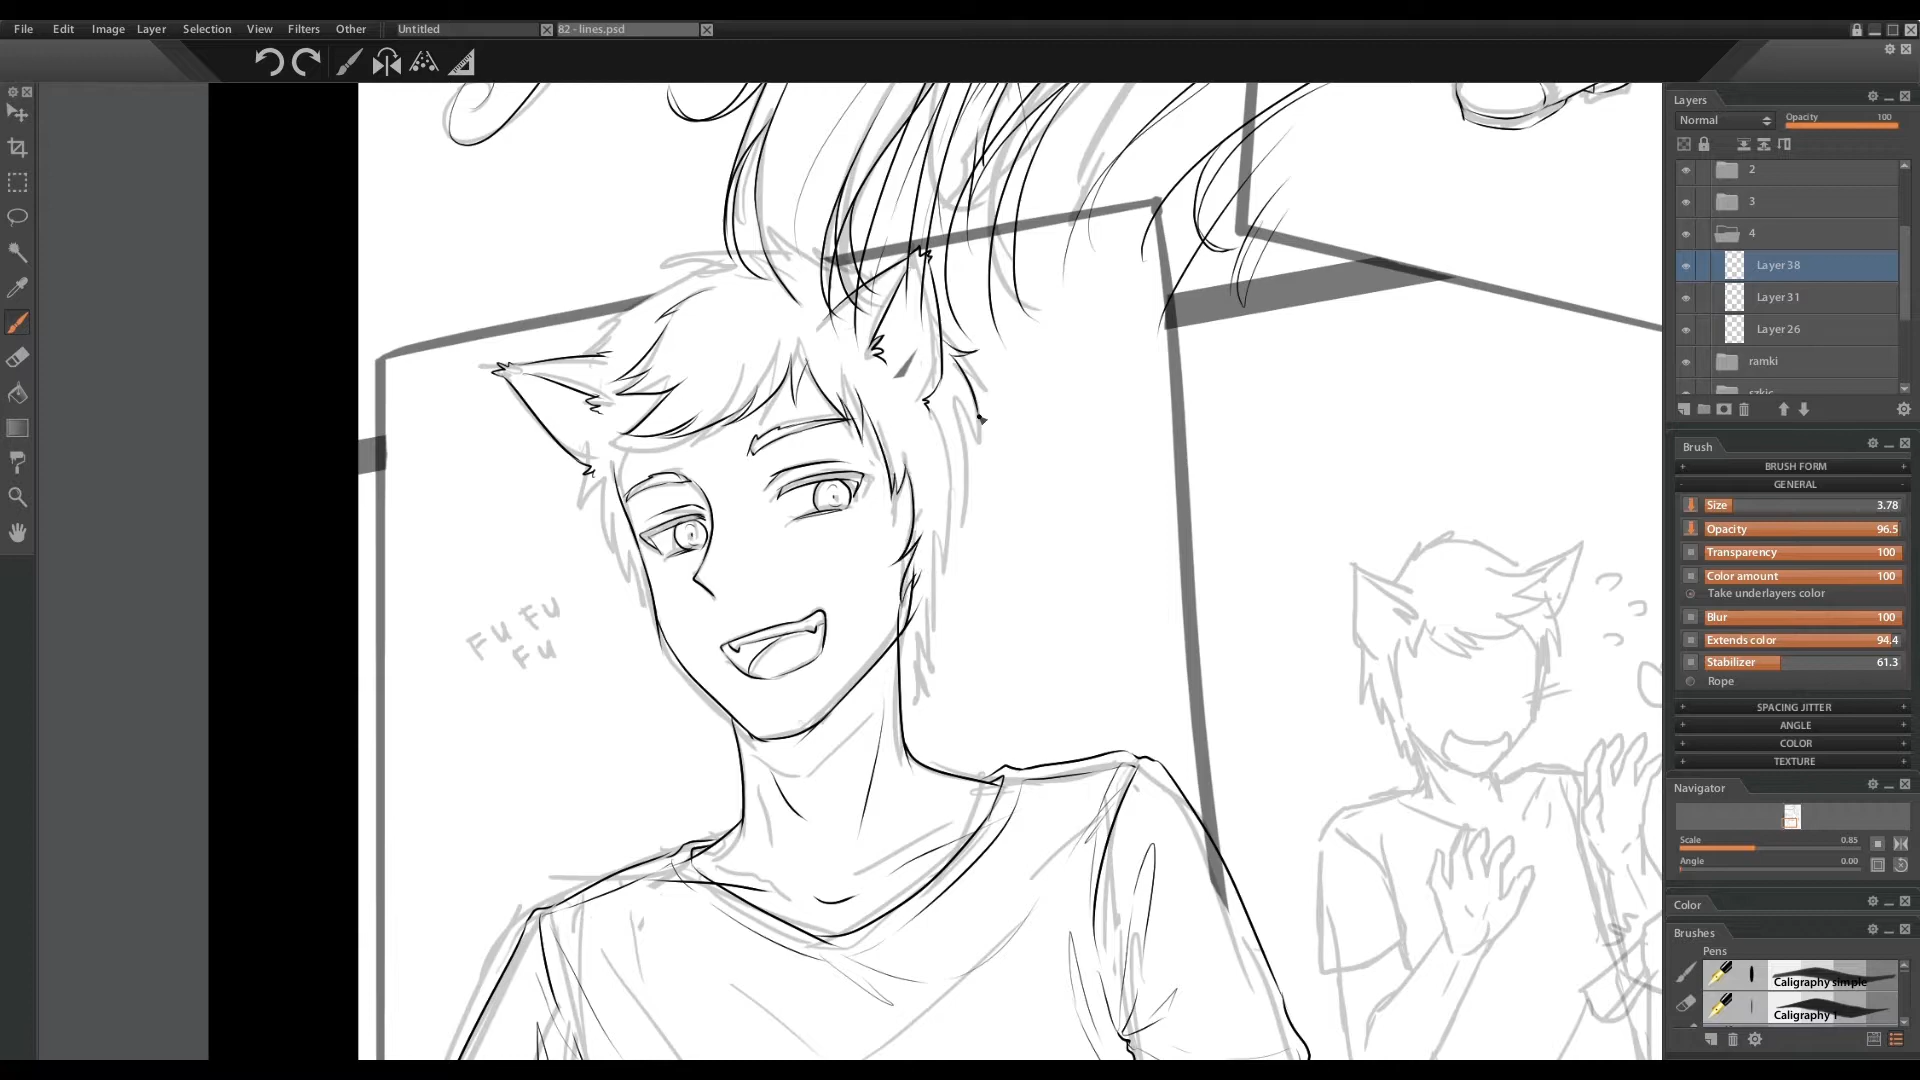 File Edit Image Layer Selection View Filters Other Untitled 82 - lines.psd
Layers
Normal Opacity 100
2
3
4
Layer 38
Layer 31
Layer 26
ramki
szkic
Brush
+ BRUSH FORM +
- GENERAL -
Size 3.78
Opacity 96.5
Transparency 100
Color amount 100
Take underlayers color
Blur 100
Extends color 94.4
Stabilizer 61.3
Rope
+ SPACING JITTER +
+ ANGLE +
+ COLOR +
+ TEXTURE +
Navigator
Scale 0.85
Angle 0.00
Color
Brushes
Pens
Caligraphy simple
Caligraphy 1
FU FU
FU